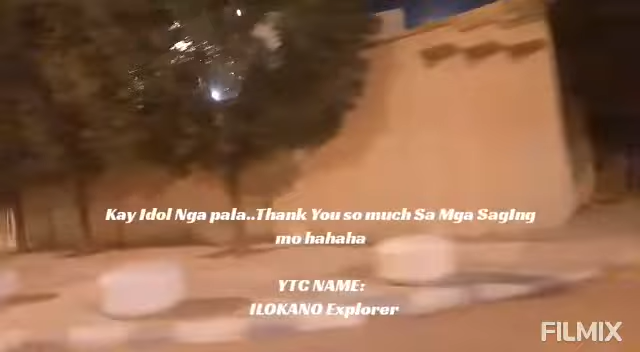 Kay Idol Nga pala..Thank You so much Sa Mga SagIng
mo hahaha
YTC NAME:
ILOKANO Explorer
FILMIX